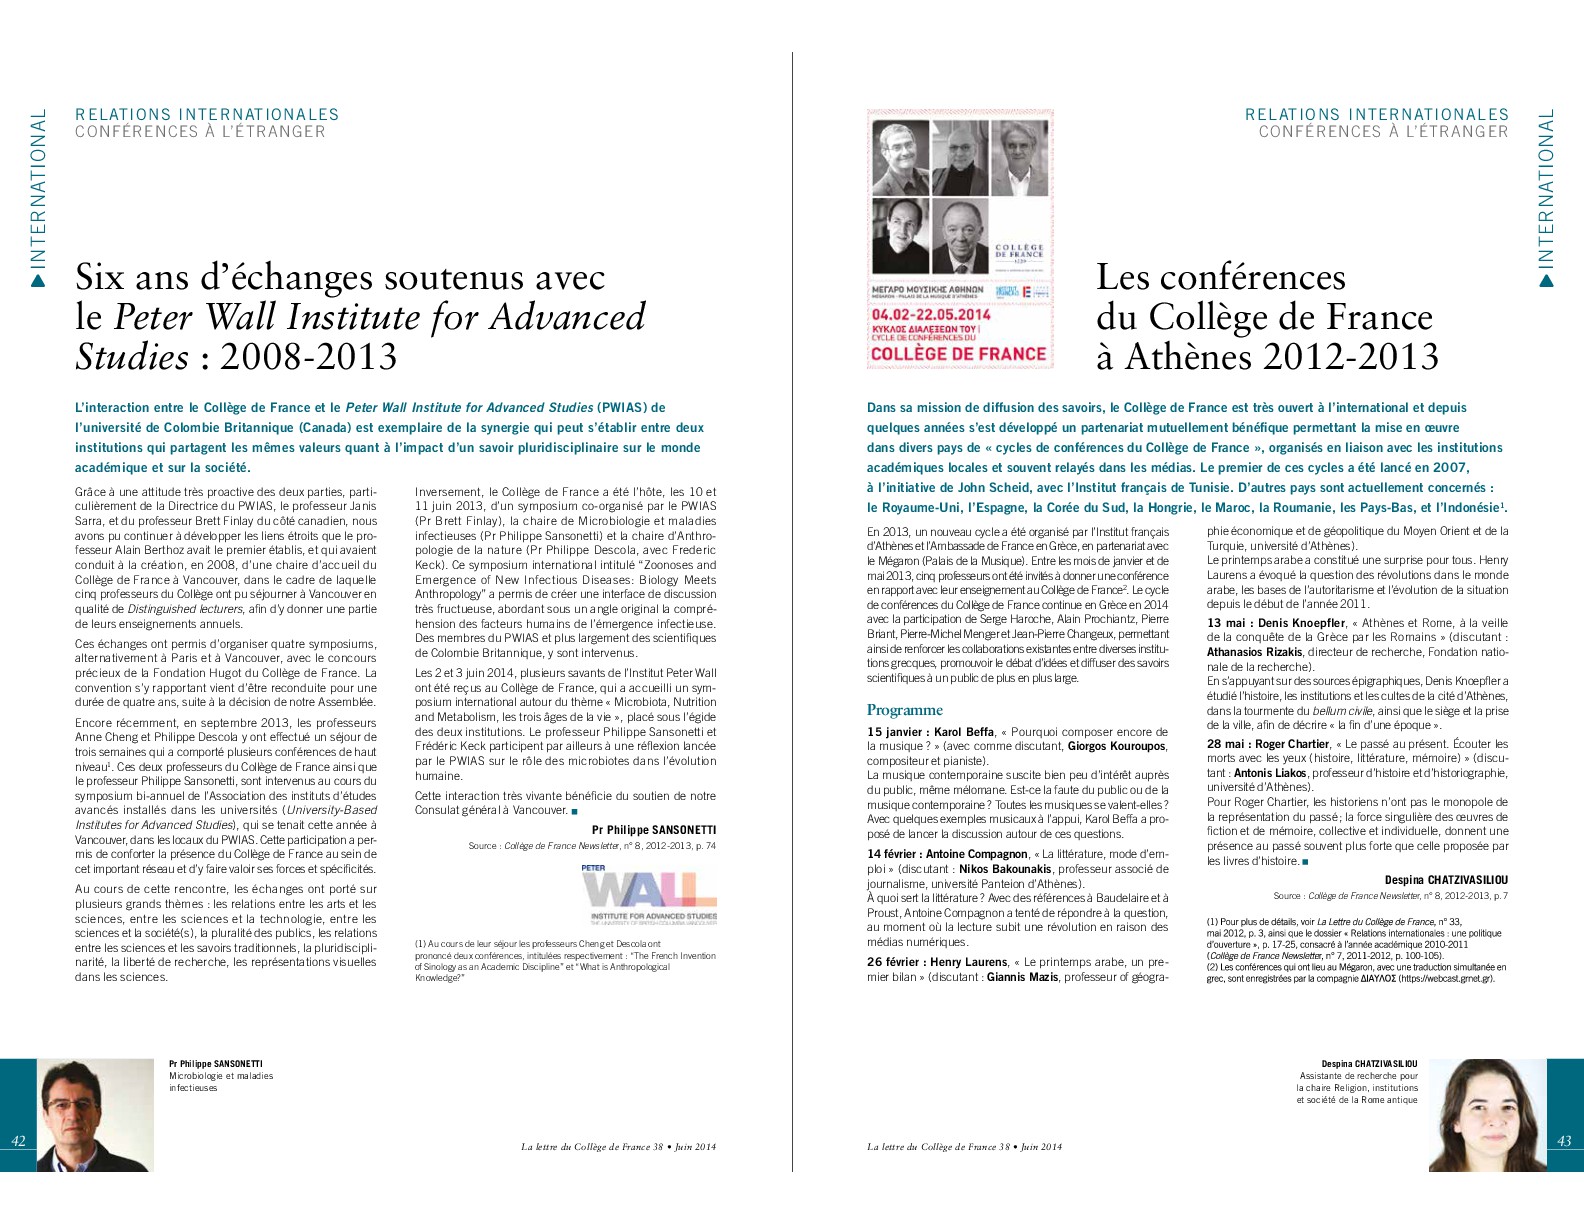 INTERNATIONAL
RELATIONS INTERNATIONALES
CONFÉRENCES À L'ÉTRANGER
Six ans d'échanges soutenus avec
le Peter Wall Institute for Advanced
Studies : 2008-2013
L'interaction entre le Collège de France et le Peter Wall Institute for Advanced Studies (PWIAS) de
l'université de Colombie Britannique (Canada) est exemplaire de la synergie qui peut s'établir entre deux
institutions qui partagent les mêmes valeurs quant à l'impact d'un savoir pluridisciplinaire sur le monde
académique et sur la société.
Grâce à une attitude très proactive des deux parties, parti-
culièrement de la Directrice du PWIAS, le professeur Janis
Sarra, et du professeur Brett Finlay du côté canadien, nous
avons pu continuer à développer les liens étroits que le pro-
fesseur Alain Berthoz avait le premier établis, et qui avaient
conduit à la création, en 2008, d'une chaire d'accueil du
Collège de France à Vancouver, dans le cadre de laquelle
cinq professeurs du Collège ont pu séjourner à Vancouver en
qualité de Distinguished lecturers, afin d'y donner une partie
de leurs enseignements annuels.
Ces échanges ont permis d'organiser quatre symposiums,
alternativement à Paris et à Vancouver, avec le concours
précieux de la Fondation Hugot du Collège de France. La
convention s'y rapportant vient d'être reconduite pour une
durée de quatre ans, suite à la décision de notre Assemblée.
Encore récemment, en septembre 2013, les professeurs
Anne Cheng et Philippe Descola y ont effectué un séjour de
trois semaines qui a comporté plusieurs conférences de haut
niveau¹. Ces deux professeurs du Collège de France ainsi que
le professeur Philippe Sansonetti, sont intervenus au cours du
symposium bi-annuel de l'Association des instituts d'études
avancés installés dans les universités (University-Based
Institutes for Advanced Studies), qui se tenait cette année à
Vancouver, dans les locaux du PWIAS. Cette participation a per-
mis de conforter la présence du Collège de France au sein de
cet important réseau et d'y faire valoir ses forces et spécificités.
Au cours de cette rencontre, les échanges ont porté sur
plusieurs grands thèmes : les relations entre les arts et les
sciences, entre les sciences et la technologie, entre les
sciences et la société(s), la pluralité des publics, les relations
entre les sciences et les savoirs traditionnels, la pluridiscipli-
narité, la liberté de recherche, les représentations visuelles
dans les sciences.
Inversement, le Collège de France a été l'hôte, les 10 et
11 juin 2013, d'un symposium co-organisé par le PWIAS
(Pr Brett Finlay), la chaire de Microbiologie et maladies
infectieuses (Pr Philippe Sansonetti) et la chaire d'Anthro-
pologie de la nature (Pr Philippe Descola, avec Frederic
Keck). Ce symposium international intitulé "Zoonoses and
Emergence of New Infectious Diseases: Biology Meets
Anthropology" a permis de créer une interface de discussion
très fructueuse, abordant sous un angle original la compré-
hension des facteurs humains de l'émergence infectieuse.
Des membres du PWIAS et plus largement des scientifiques
de Colombie Britannique, y sont intervenus.
Les 2 et 3 juin 2014, plusieurs savants de l'Institut Peter Wall
ont été reçus au Collège de France, qui a accueilli un sym-
posium international autour du thème « Microbiota, Nutrition
and Metabolism, les trois âges de la vie », placé sous l'égide
des deux institutions. Le professeur Philippe Sansonetti et
Frédéric Keck participent par ailleurs à une réflexion lancée
par le PWIAS sur le rôle des microbiotes dans l'évolution
humaine.
Cette interaction très vivante bénéficie du soutien de notre
Consulat général à Vancouver. ■
Pr Philippe SANSONETTI
Source : Collège de France Newsletter, n° 8, 2012-2013, p. 74
PETER
WALL
INSTITUTE FOR ADVANCED STUDIES
THE UNIVERSITY OF BRITISH COLUMBIA VANCOUVER
(1) Au cours de leur séjour les professeurs Cheng et Descola ont
prononcé deux conférences, intitulées respectivement : "The French Invention
of Sinology as an Academic Discipline" et "What is Anthropological
Knowledge?"
Pr Philippe SANSONETTI
Microbiologie et maladies
infectieuses
42
La lettre du Collège de France 38 • Juin 2014
RELATIONS INTERNATIONALES
CONFÉRENCES À L'ÉTRANGER
INTERNATIONAL
COLLÈGE
DE FRANCE
1530
ΜΕΓΑΡΟ ΜΟΥΣΙΚΗΣ ΑΘΗΝΩΝ
MEGARON - PALAIS DE LA MUSIQUE D'ATHÈNES
INSTITUT
FRANÇAIS
04.02-22.05.2014
ΚΥΚΛΟΣ ΔΙΑΛΕΞΕΩΝ ΤΟΥ |
CYCLE DE CONFÉRENCES DU
COLLÈGE DE FRANCE
Les conférences
du Collège de France
à Athènes 2012-2013
Dans sa mission de diffusion des savoirs, le Collège de France est très ouvert à l'international et depuis
quelques années s'est développé un partenariat mutuellement bénéfique permettant la mise en œuvre
dans divers pays de « cycles de conférences du Collège de France », organisés en liaison avec les institutions
académiques locales et souvent relayés dans les médias. Le premier de ces cycles a été lancé en 2007,
à l'initiative de John Scheid, avec l'Institut français de Tunisie. D'autres pays sont actuellement concernés :
le Royaume-Uni, l'Espagne, la Corée du Sud, la Hongrie, le Maroc, la Roumanie, les Pays-Bas, et l'Indonésie¹.
En 2013, un nouveau cycle a été organisé par l'Institut français
d'Athènes et l'Ambassade de France en Grèce, en partenariat avec
le Mégaron (Palais de la Musique). Entre les mois de janvier et de
mai 2013, cinq professeurs ont été invités à donner une conférence
en rapport avec leur enseignement au Collège de France². Le cycle
de conférences du Collège de France continue en Grèce en 2014
avec la participation de Serge Haroche, Alain Prochiantz, Pierre
Briant, Pierre-Michel Menger et Jean-Pierre Changeux, permettant
ainsi de renforcer les collaborations existantes entre diverses institu-
tions grecques, promouvoir le débat d'idées et diffuser des savoirs
scientifiques à un public de plus en plus large.
Programme
15 janvier : Karol Beffa, « Pourquoi composer encore de
la musique ? » (avec comme discutant, Giorgos Kouroupos,
compositeur et pianiste).
La musique contemporaine suscite bien peu d'intérêt auprès
du public, même mélomane. Est-ce la faute du public ou de la
musique contemporaine ? Toutes les musiques se valent-elles ?
Avec quelques exemples musicaux à l'appui, Karol Beffa a pro-
posé de lancer la discussion autour de ces questions.
14 février : Antoine Compagnon, « La littérature, mode d'em-
ploi » (discutant : Nikos Bakounakis, professeur associé de
journalisme, université Panteion d'Athènes).
À quoi sert la littérature ? Avec des références à Baudelaire et à
Proust, Antoine Compagnon a tenté de répondre à la question,
au moment où la lecture subit une révolution en raison des
médias numériques.
26 février : Henry Laurens, « Le printemps arabe, un pre-
mier bilan » (discutant : Giannis Mazis, professeur of géogra-
phie économique et de géopolitique du Moyen Orient et de la
Turquie, université d'Athènes).
Le printemps arabe a constitué une surprise pour tous. Henry
Laurens a évoqué la question des révolutions dans le monde
arabe, les bases de l'autoritarisme et l'évolution de la situation
depuis le début de l'année 2011.
13 mai : Denis Knoepfler, « Athènes et Rome, à la veille
de la conquête de la Grèce par les Romains » (discutant :
Athanasios Rizakis, directeur de recherche, Fondation natio-
nale de la recherche).
En s'appuyant sur des sources épigraphiques, Denis Knœpfler a
étudié l'histoire, les institutions et les cultes de la cité d'Athènes,
dans la tourmente du bellum civile, ainsi que le siège et la prise
de la ville, afin de décrire « la fin d'une époque ».
28 mai : Roger Chartier, « Le passé au présent. Écouter les
morts avec les yeux (histoire, littérature, mémoire) » (discu-
tant : Antonis Liakos, professeur d'histoire et d'historiographie,
université d'Athènes).
Pour Roger Chartier, les historiens n'ont pas le monopole de
la représentation du passé ; la force singulière des œuvres de
fiction et de mémoire, collective et individuelle, donnent une
présence au passé souvent plus forte que celle proposée par
les livres d'histoire. ■
Despina CHATZIVASILIOU
Source : Collège de France Newsletter, n° 8, 2012-2013, p. 7
(1) Pour plus de détails, voir La Lettre du Collège de France, n° 33,
mai 2012, p. 3, ainsi que le dossier « Relations internationales : une politique
d'ouverture », p. 17-25, consacré à l'année académique 2010-2011
(Collège de France Newsletter, n° 7, 2011-2012, p. 100-105).
(2) Les conférences qui ont lieu au Mégaron, avec une traduction simultanée en
grec, sont enregistrées par la compagnie ΔΙΑΥΛΟΣ (https://webcast.grnet.gr).
Despina CHATZIVASILIOU
Assistante de recherche pour
la chaire Religion, institutions
et société de la Rome antique
La lettre du Collège de France 38 • Juin 2014
43